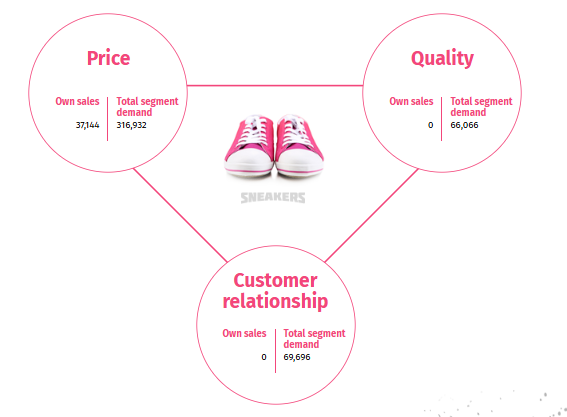 Price
Own sales
Total segment
demand
37,144
316,932
Quality
Own sales
Total segment
demand
0
66,066
SNEAKERS
Customer
relationship
Own sales
Total segment
demand
0
69,696